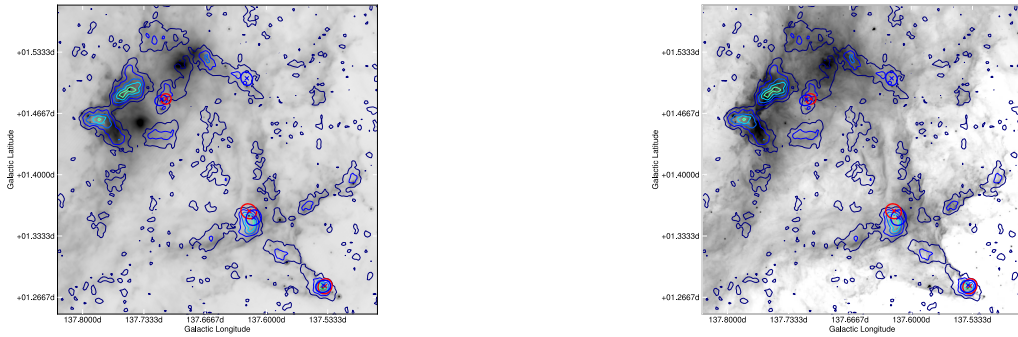 +01.5333d
+01.4667d
+01.4000d
+01.3333d
+01.2667d
Galactic Latitude
137.8000d 137.7333d 137.6667d 137.6000d 137.5333d
Galactic Longitude
+01.5333d
+01.4667d
+01.4000d
+01.3333d
+01.2667d
Galactic Latitude
137.8000d 137.7333d 137.6667d 137.6000d 137.5333d
Galactic Longitude